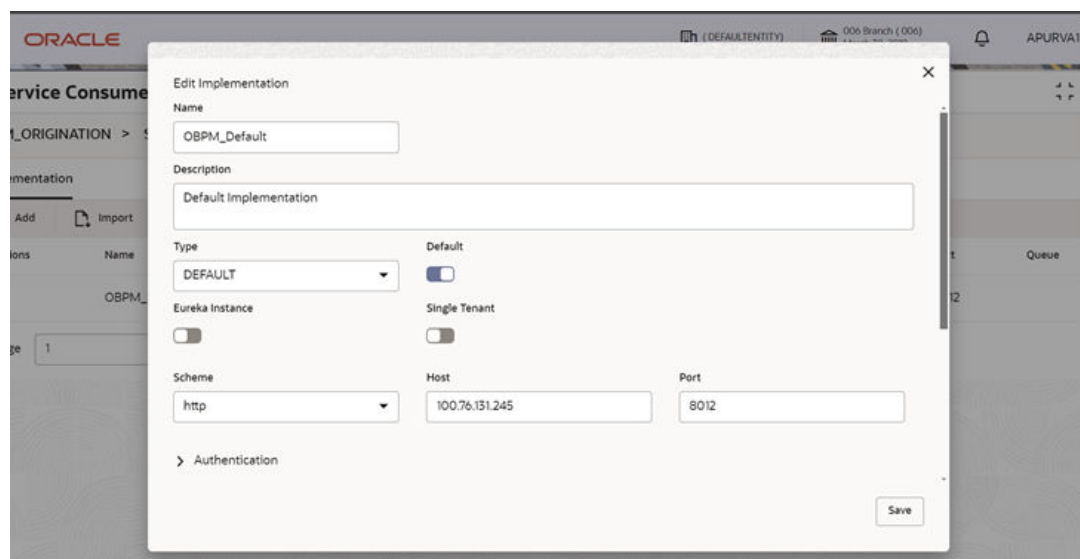 ORACLE
( DEFAULTENTITY)
006 Branch ( 006)
APURVA1
ervice Consume
M_ORIGINATION > S
ementation
Add Import
ions Name t Queue
OBPM_ 12
ge 1
Edit Implementation
Name
OBPM_Default
Description
Default Implementation
Type Default
DEFAULT
Eureka Instance Single Tenant
Scheme Host Port
http 100.76.131.245 8012
Authentication
Save